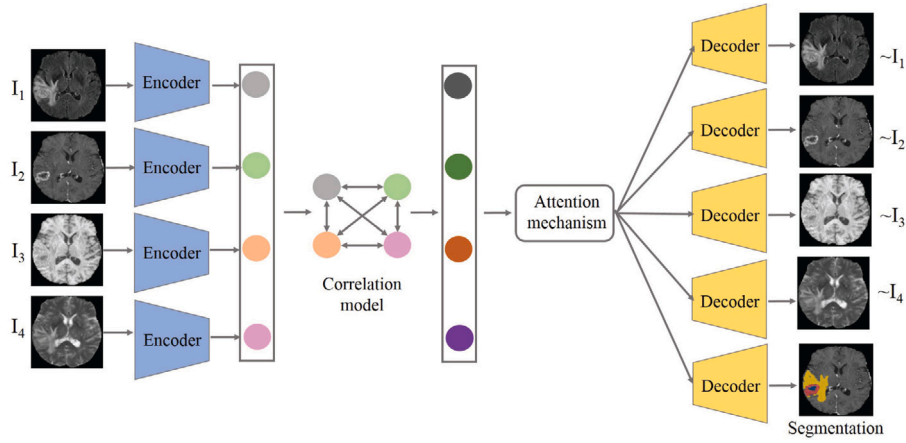 I1
Encoder
I2
Encoder
I3
Encoder
I4
Encoder
Correlation
model
Attention
mechanism
Decoder
~I1
Decoder
~I2
Decoder
~I3
Decoder
~I4
Decoder
Segmentation